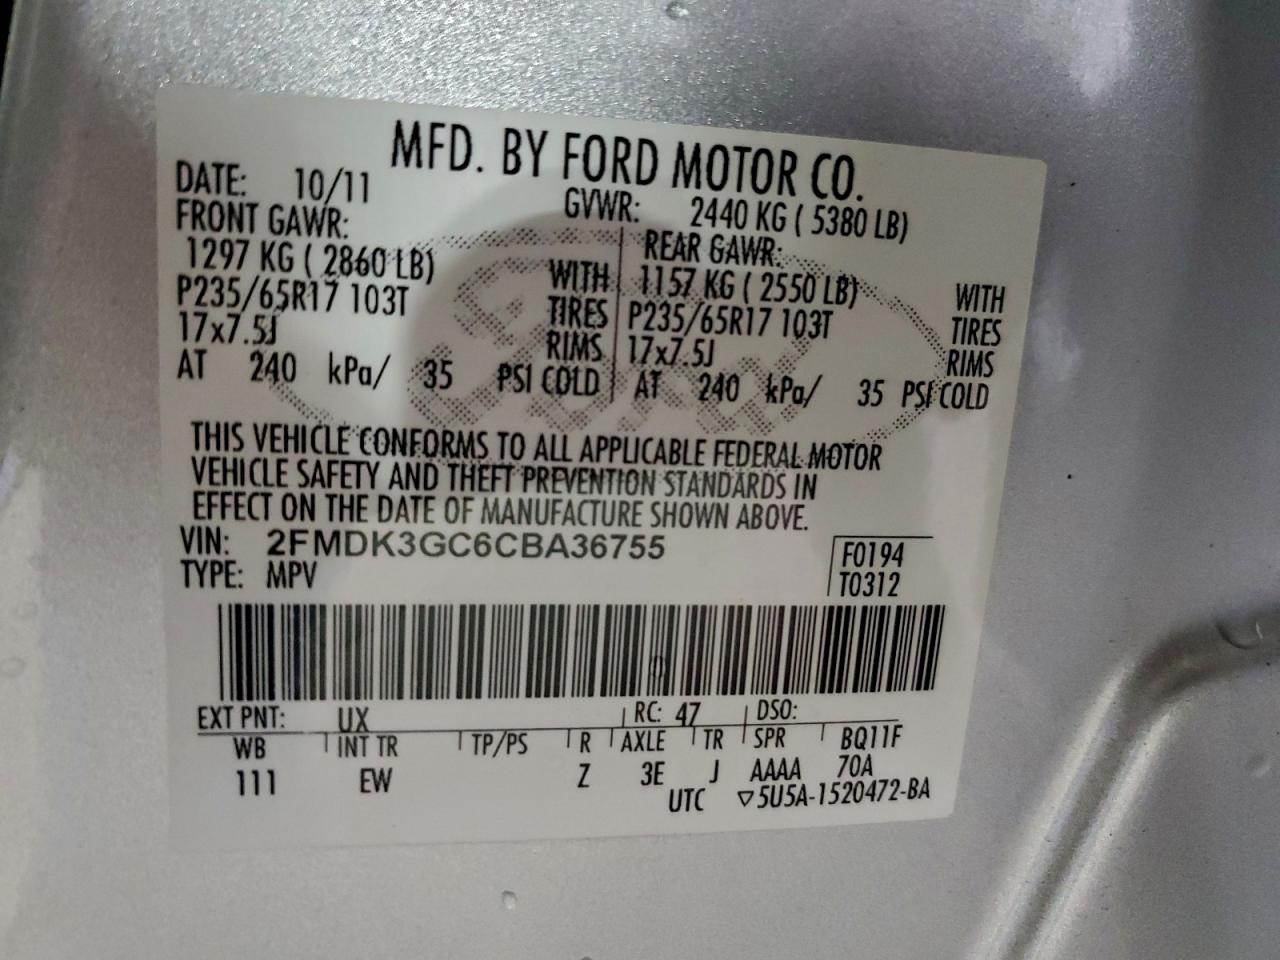 MFD. BY FORD MOTOR CO.
DATE: 10/11 GVWR: 2440 KG ( 5380 LB)
FRONT GAWR: REAR GAWR:
1297 KG ( 2860 LB) WITH 1157 KG ( 2550 LB) WITH
P235/65R17 103T TIRES P235/65R17 103T TIRES
17x7.5J RIMS 17x7.5J RIMS
AT 240 kPa/ 35 PSI COLD AT 240 kPa/ 35 PSI COLD
Ford
THIS VEHICLE CONFORMS TO ALL APPLICABLE FEDERAL MOTOR
VEHICLE SAFETY AND THEFT PREVENTION STANDARDS IN
EFFECT ON THE DATE OF MANUFACTURE SHOWN ABOVE.
VIN: 2FMDK3GC6CBA36755 F0194
TYPE: MPV T0312
EXT PNT: UX RC: 47 DSO:
WB INT TR TP/PS R AXLE TR SPR BQ11F
111 EW Z 3E J AAAA 70A
UTC ▽5U5A-1520472-BA